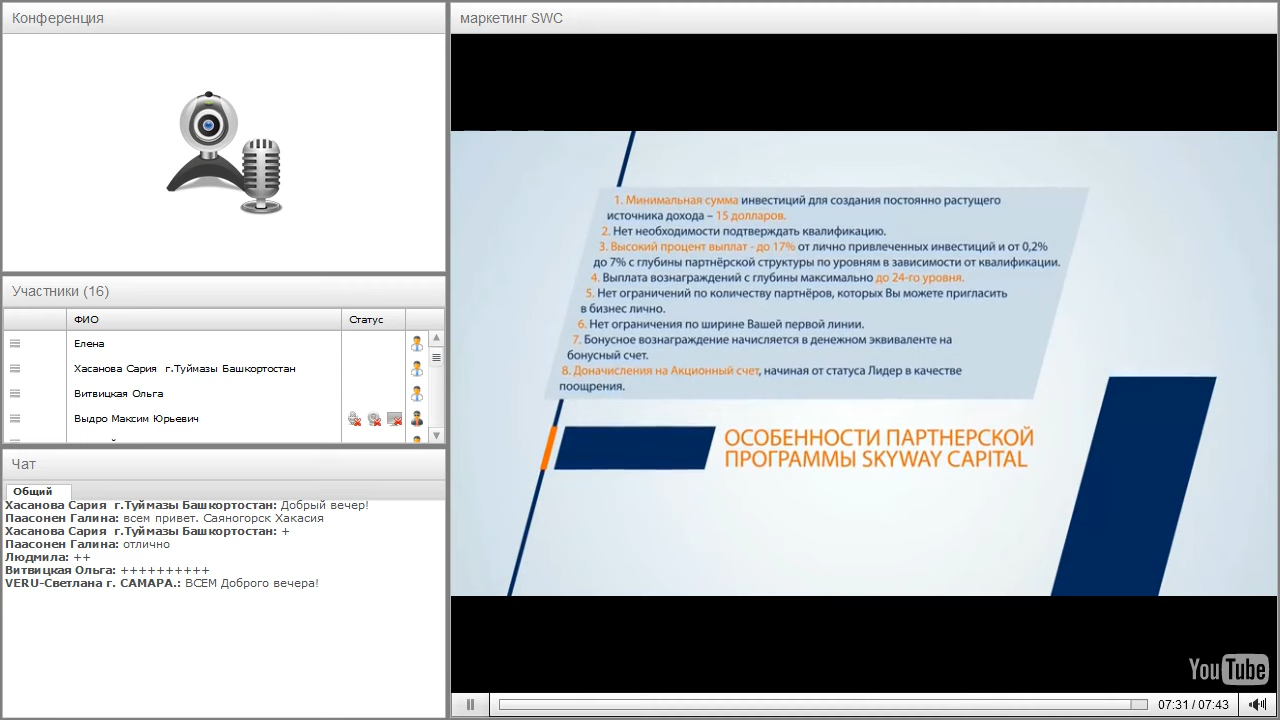 Конференция
Участники (16)
ФИО
Статус
Елена
Хасанова Сария г.Туймазы Башкортостан
Витвицкая Ольга
Выдро Максим Юрьевич
Чат
Общий
Хасанова Сария г.Туймазы Башкортостан: Добрый вечер!
Паасонен Галина: всем привет. Саяногорск Хакасия
Хасанова Сария г.Туймазы Башкортостан: +
Паасонен Галина: отлично
Людмила: ++
Витвицкая Ольга: ++++++++++
VERU-Светлана г. САМАРА.: ВСЕМ Доброго вечера!
маркетинг SWC
1. Минимальная сумма инвестиций для создания постоянно растущего
источника дохода – 15 долларов.
2. Нет необходимости подтверждать квалификацию.
3. Высокий процент выплат - до 17% от лично привлеченных инвестиций и от 0,2%
до 7% с глубины партнёрской структуры по уровням в зависимости от квалификации.
4. Выплата вознаграждений с глубины максимально до 24-го уровня.
5. Нет ограничений по количеству партнёров, которых Вы можете пригласить
в бизнес лично.
6. Нет ограничения по ширине Вашей первой линии.
7. Бонусное вознаграждение начисляется в денежном эквиваленте на
бонусный счет.
8. Доначисления на Акционный счет, начиная от статуса Лидер в качестве
поощрения.
ОСОБЕННОСТИ ПАРТНЕРСКОЙ
ПРОГРАММЫ SKYWAY CAPITAL
YouTube
07:31 / 07:43